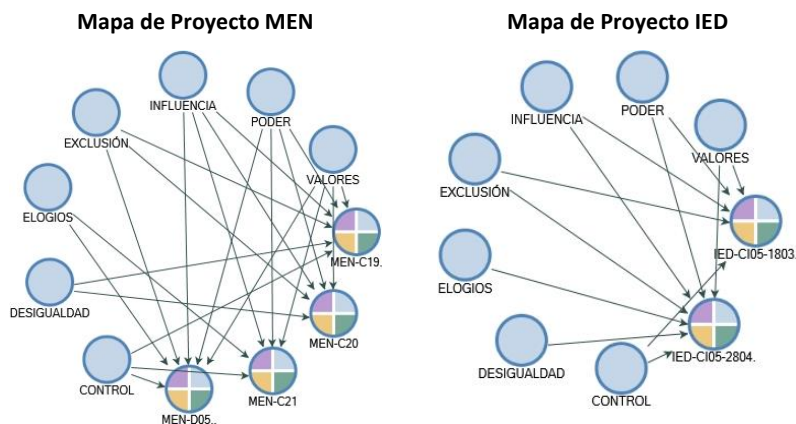 Mapa de Proyecto MEN
INFLUENCIA
PODER
EXCLUSIÓN
VALORES
ELOGIOS
MEN-C19.
DESIGUALDAD
MEN-C20
CONTROL
MEN-C21
MEN-D05..
Mapa de Proyecto IED
PODER
INFLUENCIA
VALORES
EXCLUSIÓN
IED-CI05-1803.
ELOGIOS
IED-CI05-2804.
DESIGUALDAD
CONTROL